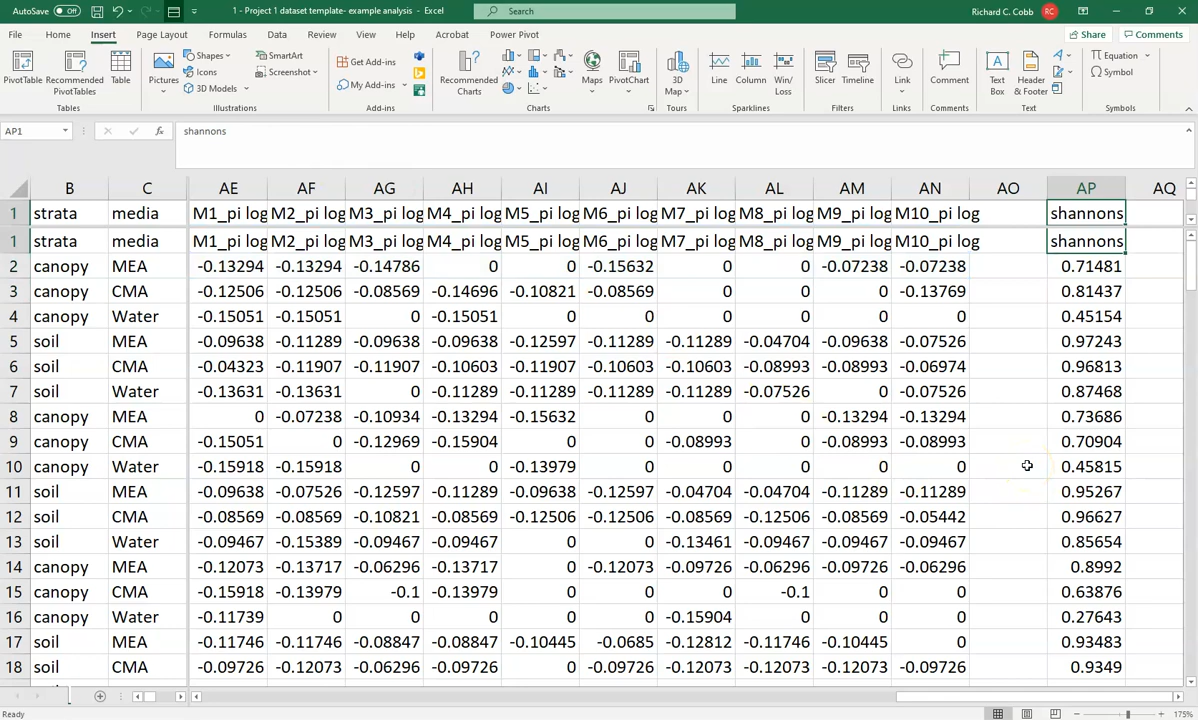 AutoSave Off 1 - Project 1 dataset template- example analysis - Excel Search Richard C. Cobb RC
File Home Insert Page Layout Formulas Data Review View Help Acrobat Power Pivot Share Comments
PivotTable Recommended PivotTables Table Pictures Shapes Icons 3D Models SmartArt Screenshot Get Add-ins My Add-ins Recommended Charts Maps PivotChart 3D Map Line Column Win/Loss Slicer Timeline Link Comment Text Box Header & Footer Equation Symbol
Tables Illustrations Add-ins Charts Tours Sparklines Filters Links Comments Text Symbols
AP1 fx shannons
B C AE AF AG AH AI AJ AK AL AM AN AO AP AQ
1 strata media M1_pi log M2_pi log M3_pi log M4_pi log M5_pi log M6_pi log M7_pi log M8_pi log M9_pi log M10_pi log shannons
1 strata media M1_pi log M2_pi log M3_pi log M4_pi log M5_pi log M6_pi log M7_pi log M8_pi log M9_pi log M10_pi log shannons
2 canopy MEA -0.13294 -0.13294 -0.14786 0 0 -0.15632 0 0 -0.07238 -0.07238 0.71481
3 canopy CMA -0.12506 -0.12506 -0.08569 -0.14696 -0.10821 -0.08569 0 0 0 -0.13769 0.81437
4 canopy Water -0.15051 -0.15051 0 -0.15051 0 0 0 0 0 0 0.45154
5 soil MEA -0.09638 -0.11289 -0.09638 -0.09638 -0.12597 -0.11289 -0.11289 -0.04704 -0.09638 -0.07526 0.97243
6 soil CMA -0.04323 -0.11907 -0.11907 -0.10603 -0.11907 -0.10603 -0.10603 -0.08993 -0.08993 -0.06974 0.96813
7 soil Water -0.13631 -0.13631 0 -0.11289 -0.11289 -0.11289 -0.11289 -0.07526 0 -0.07526 0.87468
8 canopy MEA 0 -0.07238 -0.10934 -0.13294 -0.15632 0 0 0 -0.13294 -0.13294 0.73686
9 canopy CMA -0.15051 0 -0.12969 -0.15904 0 0 -0.08993 0 -0.08993 -0.08993 0.70904
10 canopy Water -0.15918 -0.15918 0 0 -0.13979 0 0 0 0 0 0.45815
11 soil MEA -0.09638 -0.07526 -0.12597 -0.11289 -0.09638 -0.12597 -0.04704 -0.04704 -0.11289 -0.11289 0.95267
12 soil CMA -0.08569 -0.08569 -0.10821 -0.08569 -0.12506 -0.12506 -0.08569 -0.12506 -0.08569 -0.05442 0.96627
13 soil Water -0.09467 -0.15389 -0.09467 -0.09467 0 0 -0.13461 -0.09467 -0.09467 -0.09467 0.85654
14 canopy MEA -0.12073 -0.13717 -0.06296 -0.13717 0 -0.12073 -0.09726 -0.06296 -0.09726 -0.06296 0.8992
15 canopy CMA -0.15918 -0.13979 -0.1 -0.13979 0 0 0 -0.1 0 0 0.63876
16 canopy Water -0.11739 0 0 0 0 0 -0.15904 0 0 0 0.27643
17 soil MEA -0.11746 -0.11746 -0.08847 -0.08847 -0.10445 -0.0685 -0.12812 -0.11746 -0.10445 0 0.93483
18 soil CMA -0.09726 -0.12073 -0.06296 -0.09726 0 -0.09726 -0.12073 -0.12073 -0.12073 -0.09726 0.9349
Ready 175%